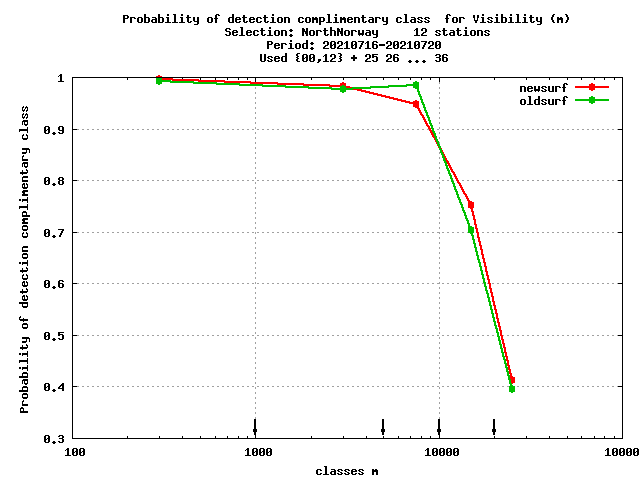 Probability of detection complimentary class  for Visibility (m)
Selection: NorthNorway     12 stations
Period: 20210716-20210720
Used {00,12} + 25 26 ... 36
newsurf
oldsurf
Probability of detection complimentary class
1
0.9
0.8
0.7
0.6
0.5
0.4
0.3
100 1000 10000 10000
classes m